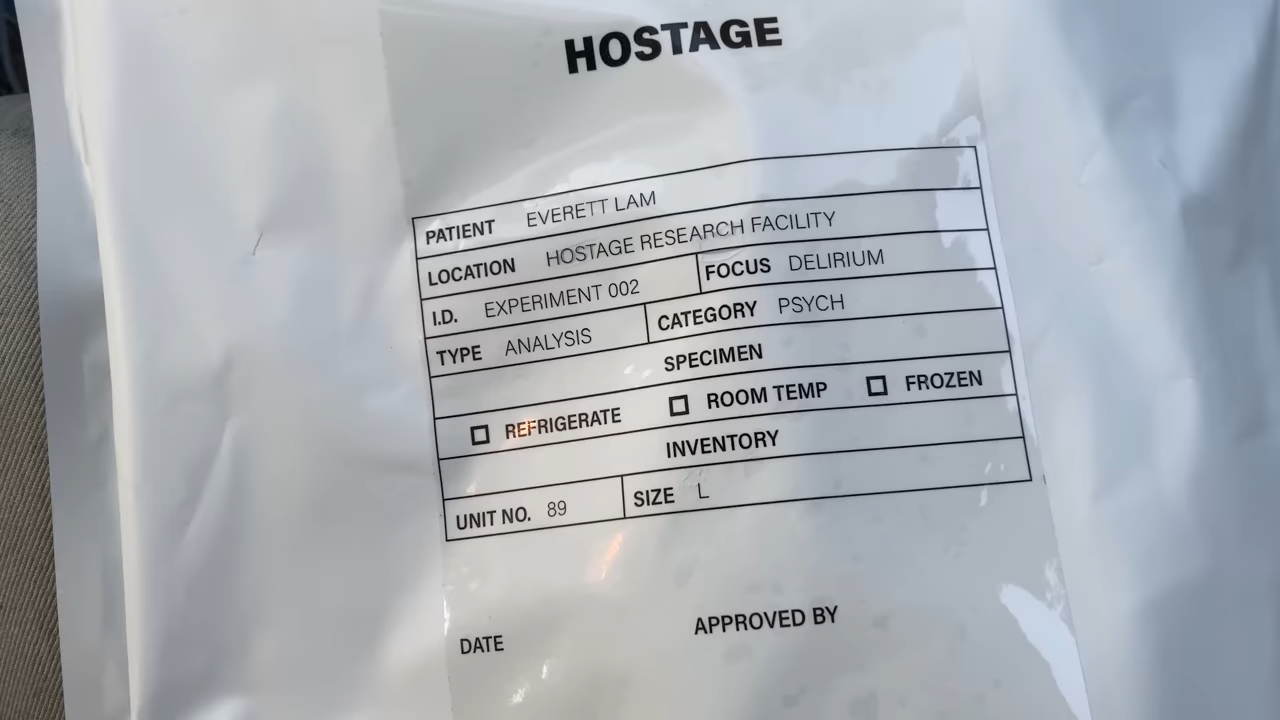 HOSTAGE
PATIENT EVERETT LAM
LOCATION HOSTAGE RESEARCH FACILITY
I.D. EXPERIMENT 002 FOCUS DELIRIUM
TYPE ANALYSIS CATEGORY PSYCH
SPECIMEN
REFRIGERATE ROOM TEMP FROZEN
INVENTORY
UNIT NO. 89 SIZE L
DATE APPROVED BY